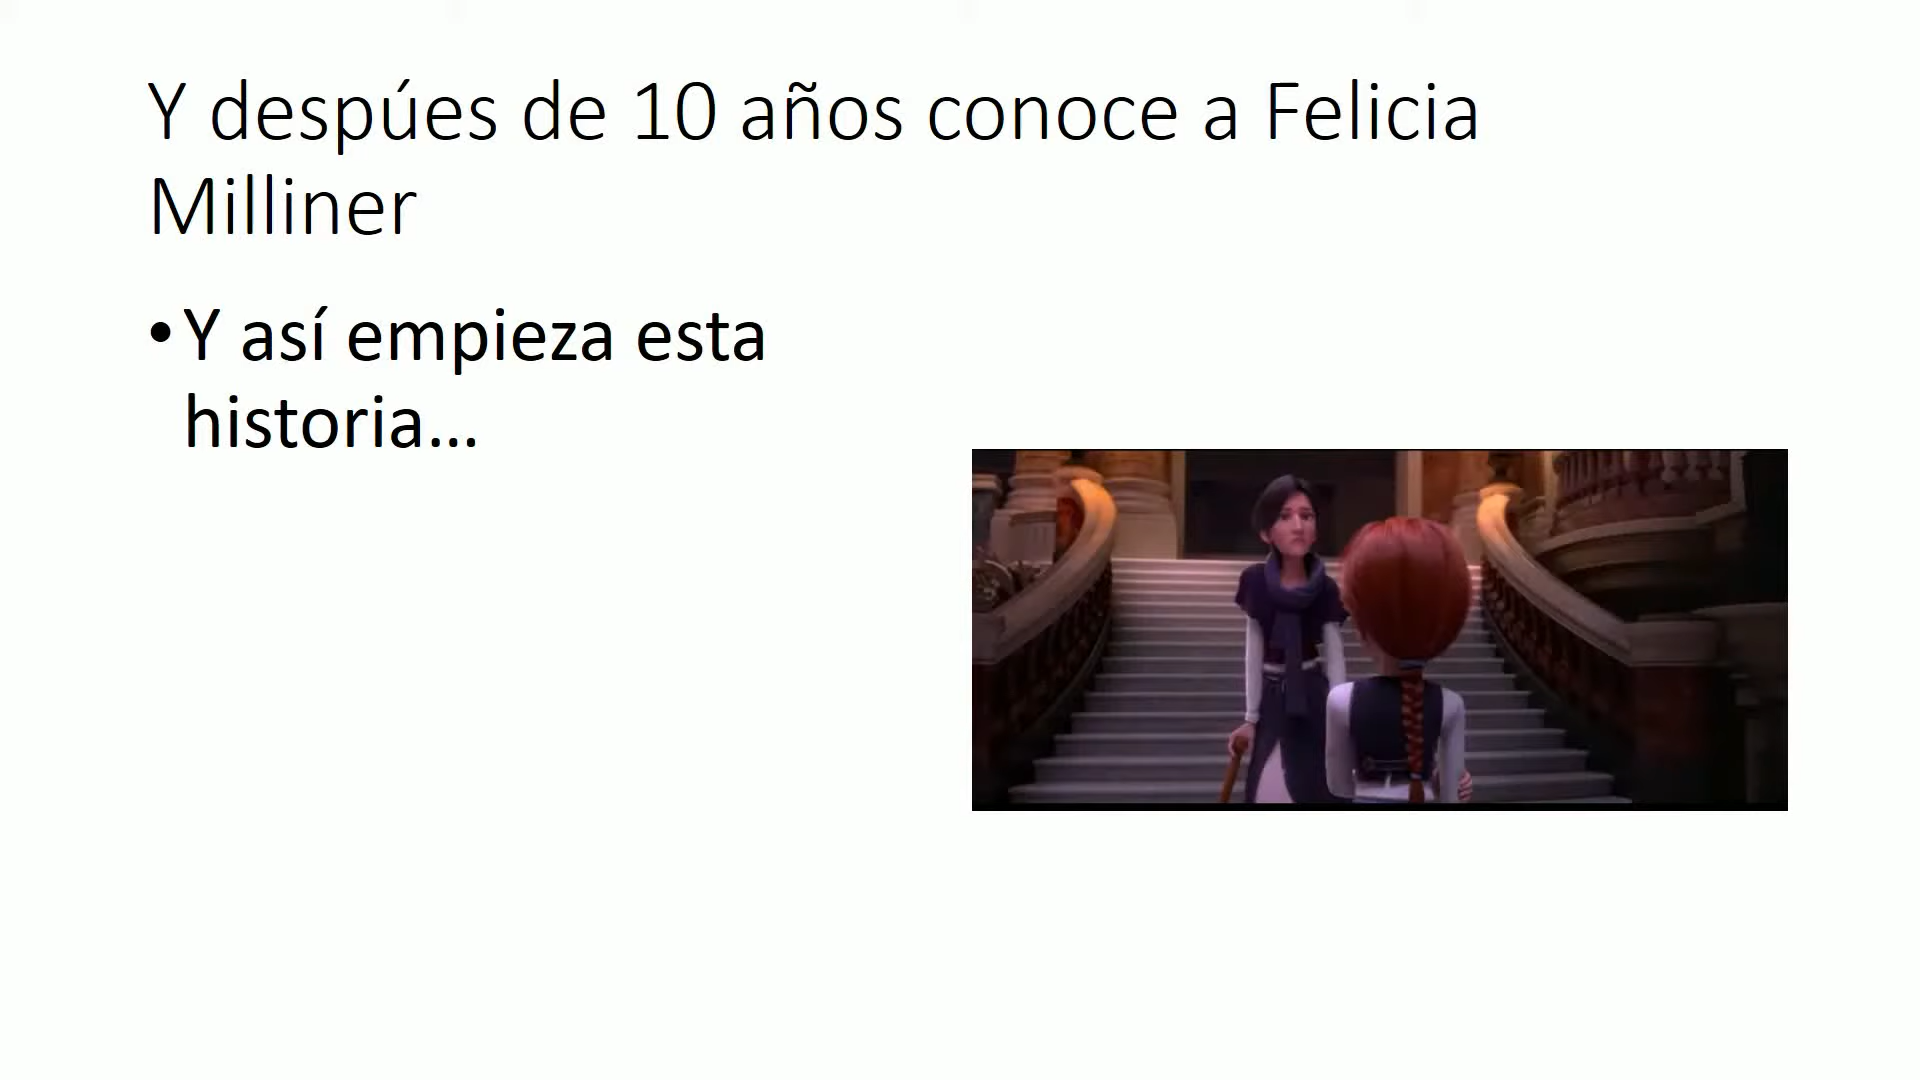 Y despúes de 10 años conoce a Felicia
Milliner
• Y así empieza esta
historia...